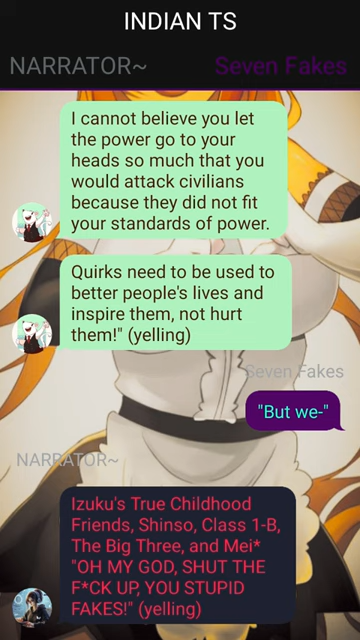 INDIAN TS
NARRATOR~
Seven Fakes
I cannot believe you let
the power go to your
heads so much that you
would attack civilians
because they did not fit
your standards of power.
Quirks need to be used to
better people's lives and
inspire them, not hurt
them!" (yelling)
Seven Fakes
"But we-"
NARRATOR~
Izuku's True Childhood
Friends, Shinso, Class 1-B,
The Big Three, and Mei*
"OH MY GOD, SHUT THE
F*CK UP, YOU STUPID
FAKES!" (yelling)